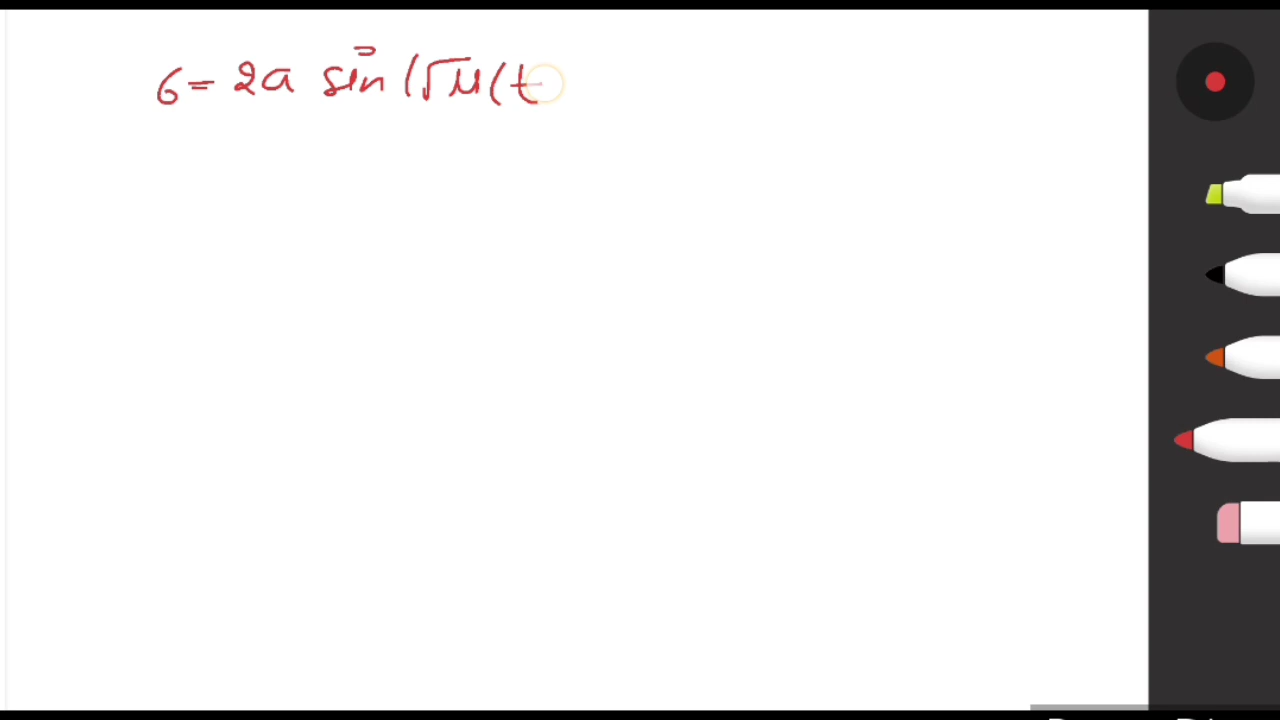 6 = 2a sin (√μ (t